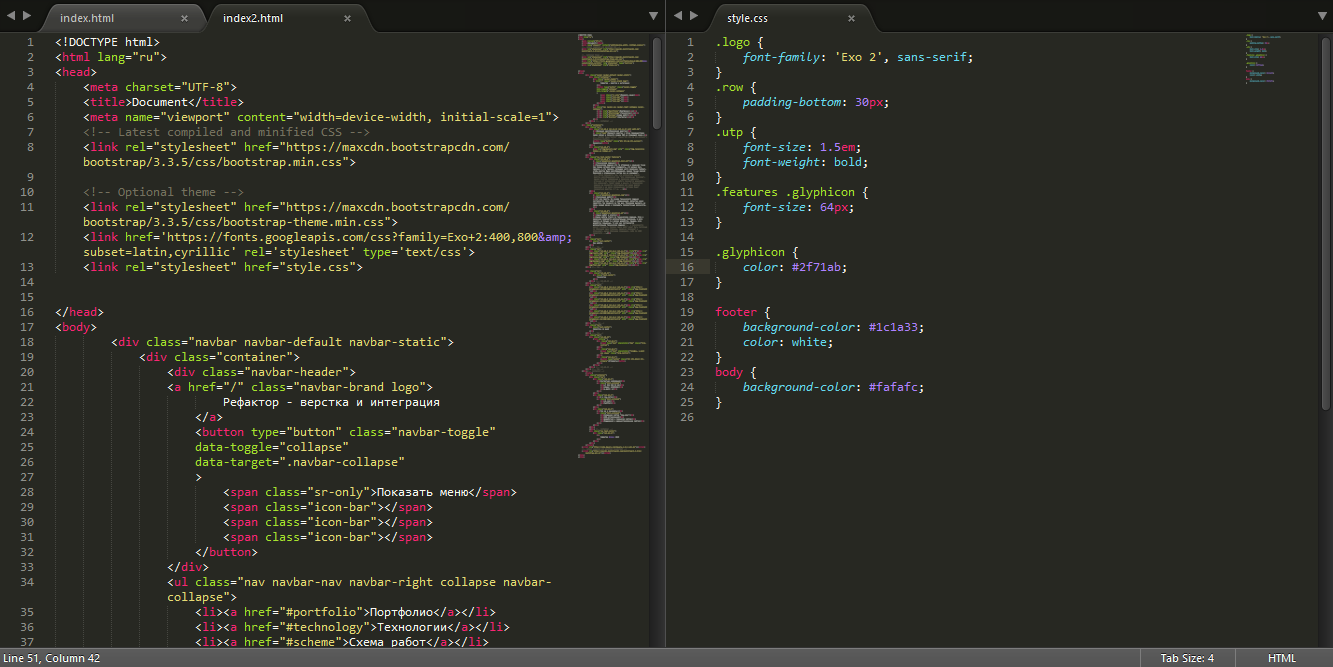 index.html
index2.html
1 <!DOCTYPE html>
2 <html lang="ru">
3 <head>
4 <meta charset="UTF-8">
5 <title>Document</title>
6 <meta name="viewport" content="width=device-width, initial-scale=1">
7 <!-- Latest compiled and minified CSS -->
8 <link rel="stylesheet" href="https://maxcdn.bootstrapcdn.com/
bootstrap/3.3.5/css/bootstrap.min.css">
9
10 <!-- Optional theme -->
11 <link rel="stylesheet" href="https://maxcdn.bootstrapcdn.com/
bootstrap/3.3.5/css/bootstrap-theme.min.css">
12 <link href='https://fonts.googleapis.com/css?family=Exo+2:400,800&amp;
subset=latin,cyrillic' rel='stylesheet' type='text/css'>
13 <link rel="stylesheet" href="style.css">
14
15
16 </head>
17 <body>
18 <div class="navbar navbar-default navbar-static">
19 <div class="container">
20 <div class="navbar-header">
21 <a href="/" class="navbar-brand logo">
22 Рефактор - верстка и интеграция
23 </a>
24 <button type="button" class="navbar-toggle"
25 data-toggle="collapse"
26 data-target=".navbar-collapse"
27 >
28 <span class="sr-only">Показать меню</span>
29 <span class="icon-bar"></span>
30 <span class="icon-bar"></span>
31 <span class="icon-bar"></span>
32 </button>
33 </div>
34 <ul class="nav navbar-nav navbar-right collapse navbar-
collapse">
35 <li><a href="#portfolio">Портфолио</a></li>
36 <li><a href="#technology">Технологии</a></li>
37 <li><a href="#scheme">Схема работ</a></li>
style.css
1 .logo {
2 font-family: 'Exo 2', sans-serif;
3 }
4 .row {
5 padding-bottom: 30px;
6 }
7 .utp {
8 font-size: 1.5em;
9 font-weight: bold;
10 }
11 .features .glyphicon {
12 font-size: 64px;
13 }
14
15 .glyphicon {
16 color: #2f71ab;
17 }
18
19 footer {
20 background-color: #1c1a33;
21 color: white;
22 }
23 body {
24 background-color: #fafafc;
25 }
26
Line 51, Column 42
Tab Size: 4
HTML